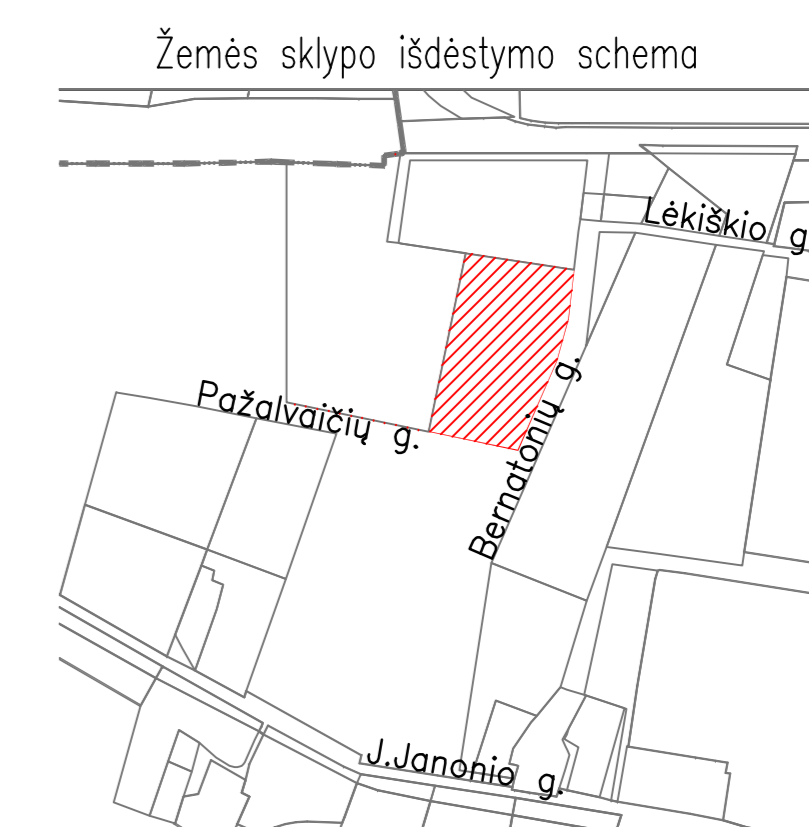 Žemės sklypo išdėstymo schema
Lėkiškio g
Pažalvaičių g.
Bernatonių g.
J.Janonio g.